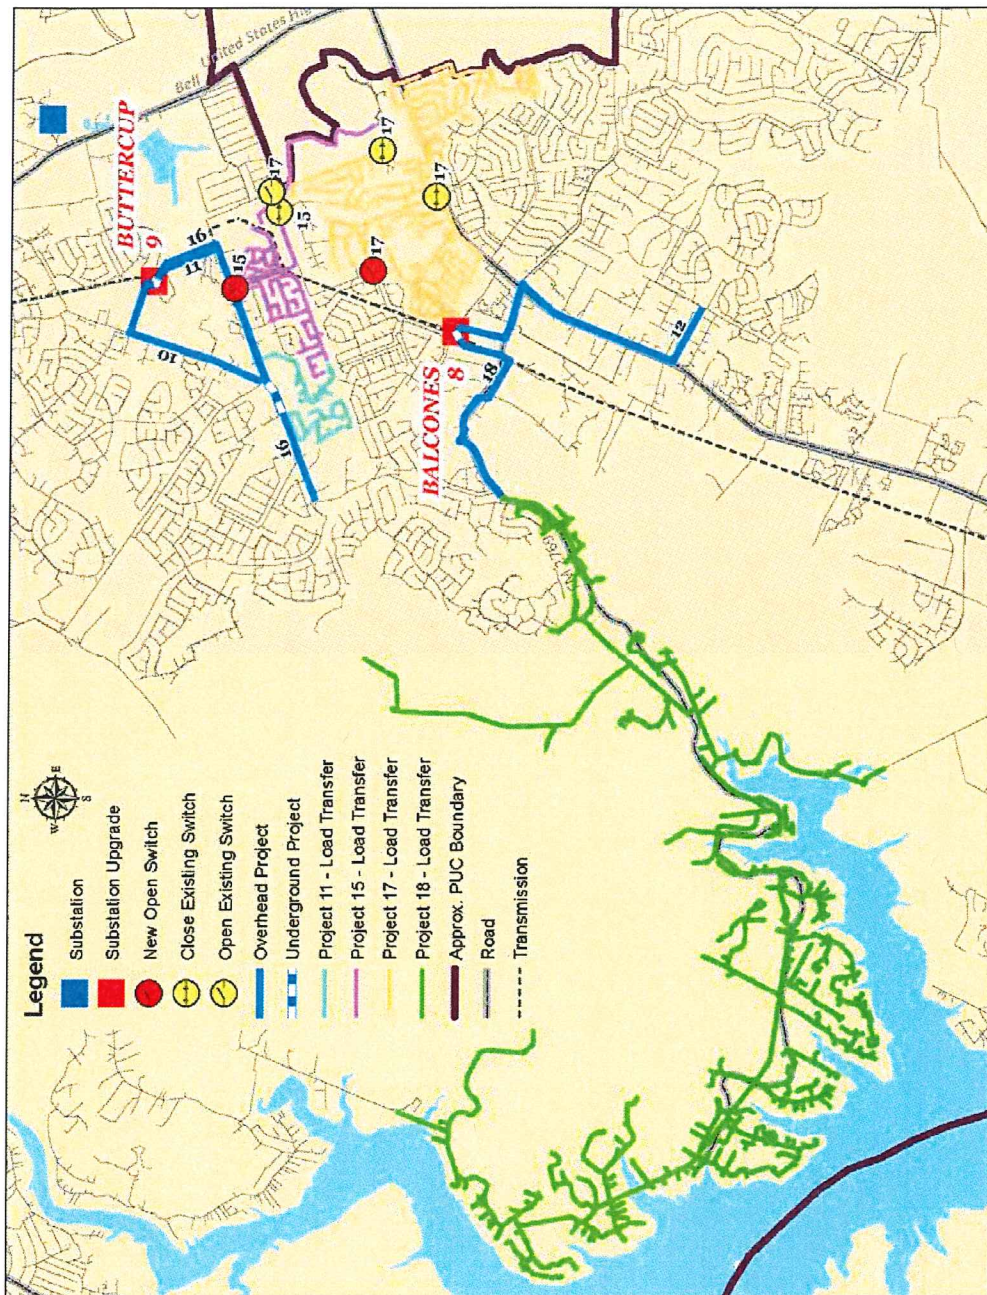 Legend
Substation
Substation Upgrade
New Open Switch
Close Existing Switch
Open Existing Switch
Overhead Project
Underground Project
Project 11 - Load Transfer
Project 15 - Load Transfer
Project 17 - Load Transfer
Project 18 - Load Transfer
Approx. PUC Boundary
Road
Transmission
N
W
E
S
BUTTERCUP
9
16
11
10
15
16
17
15
17
17
17
BALCONES
8
18
12
Bell
United States Hig